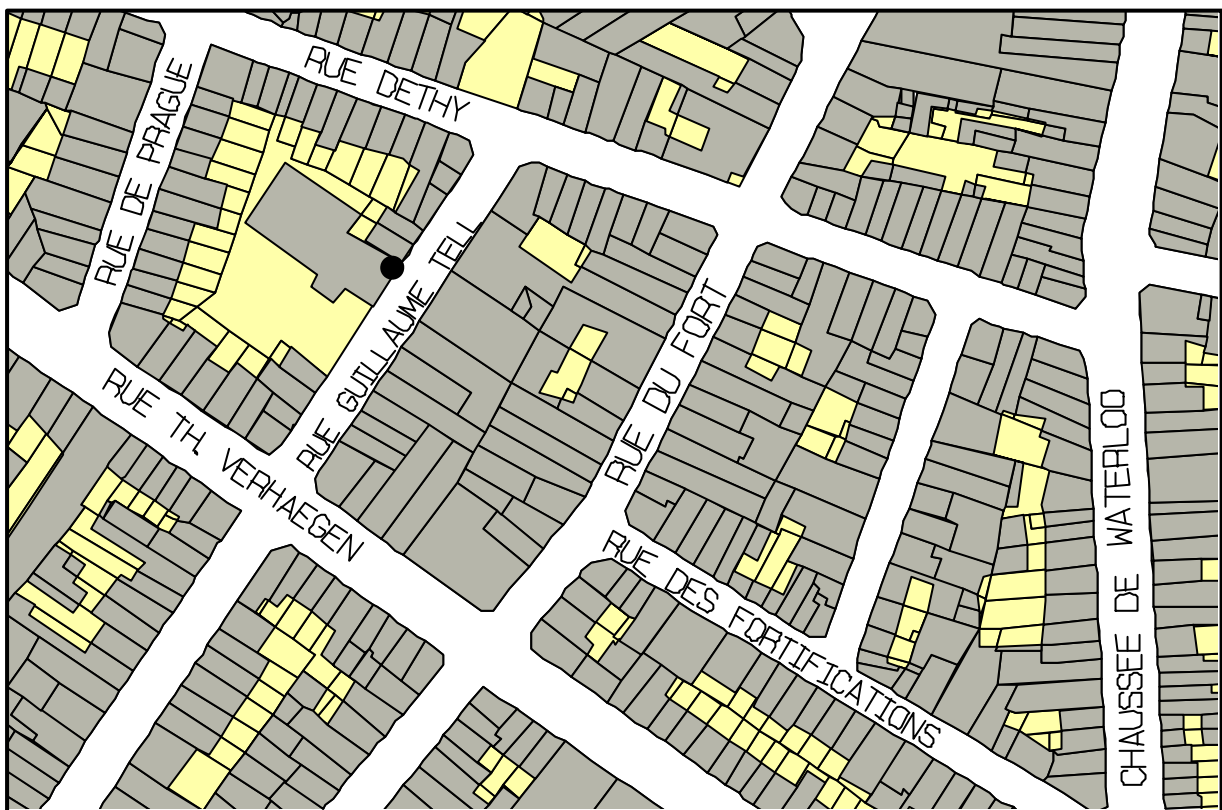 RUE DETHY
RUE DE PRAGUE
RUE GUILLAUME TELL
RUE DU FORT
RUE TH. VERHAEGEN
RUE DES FORTIFICATIONS
CHAUSSEE DE WATERLOO